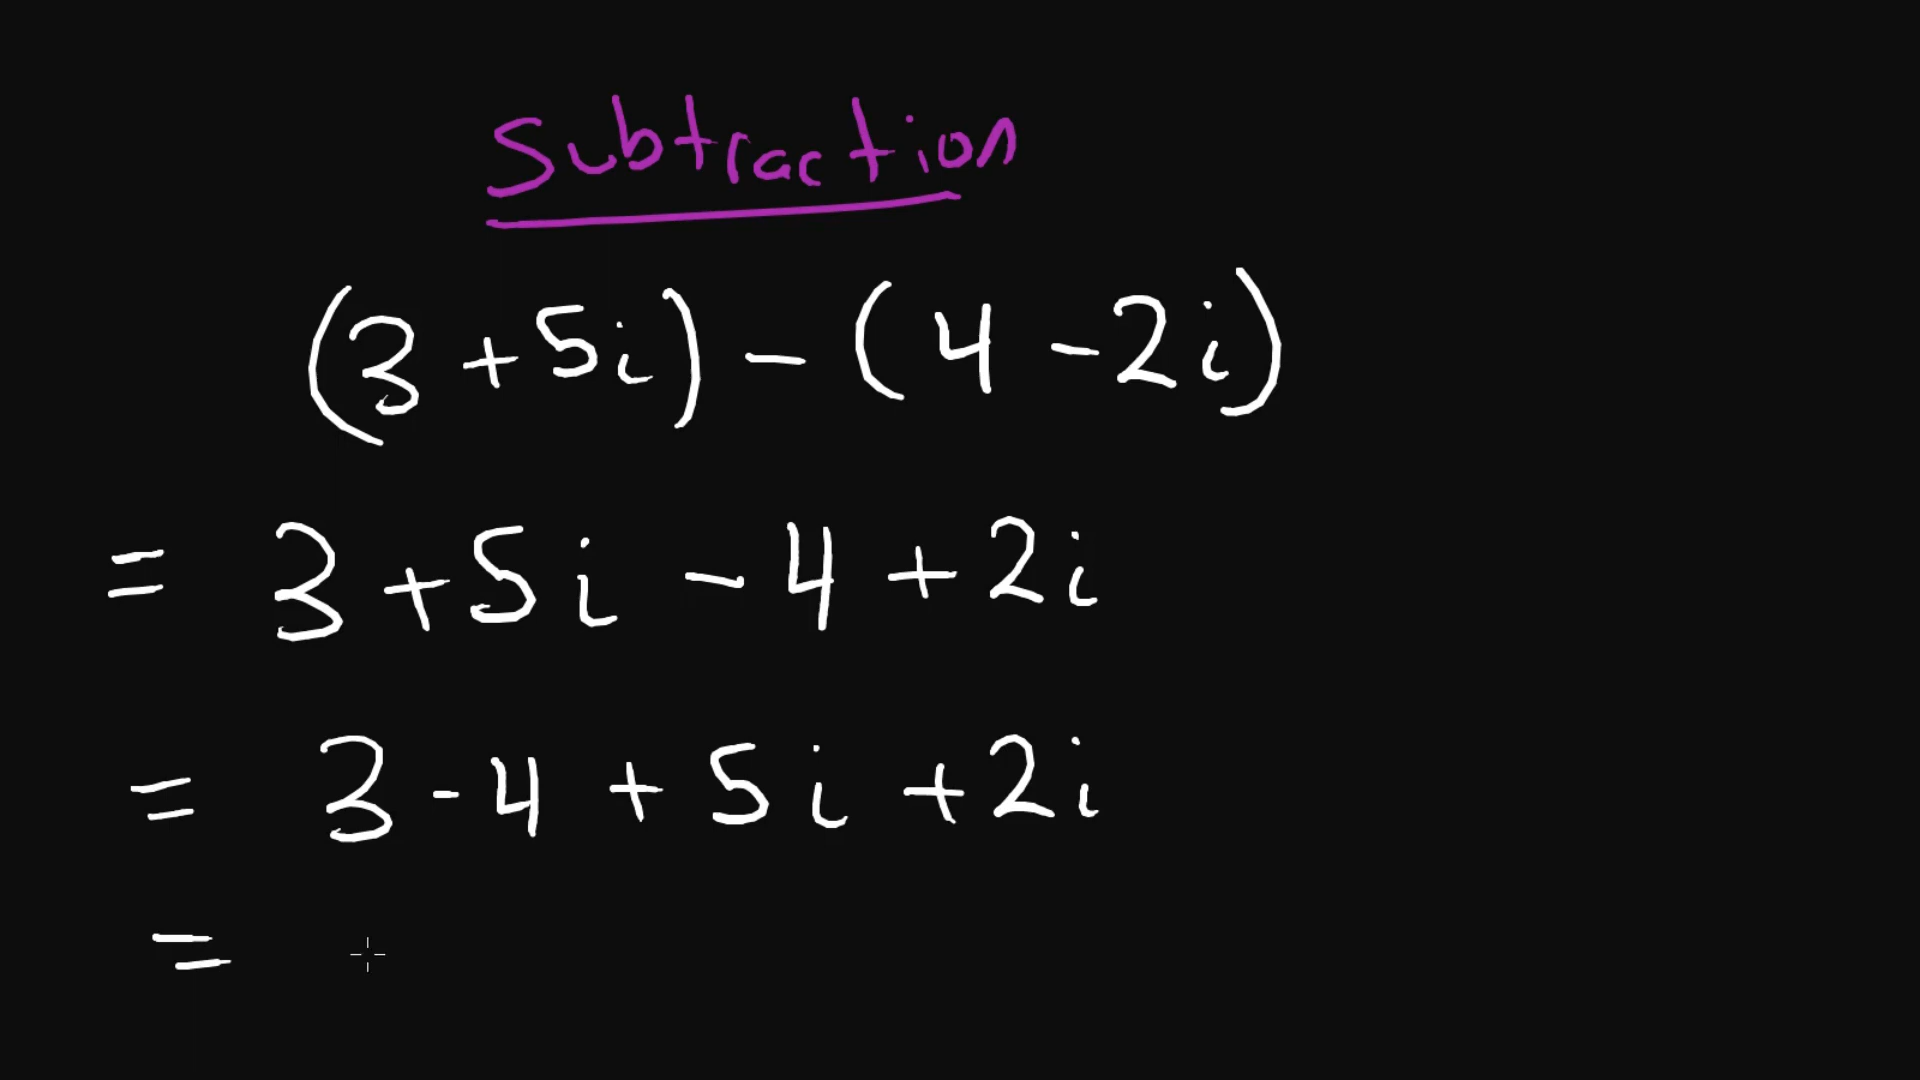 Subtraction
(3 + 5i) - (4 - 2i)
= 3 + 5i - 4 + 2i
= 3 - 4 + 5i + 2i
=